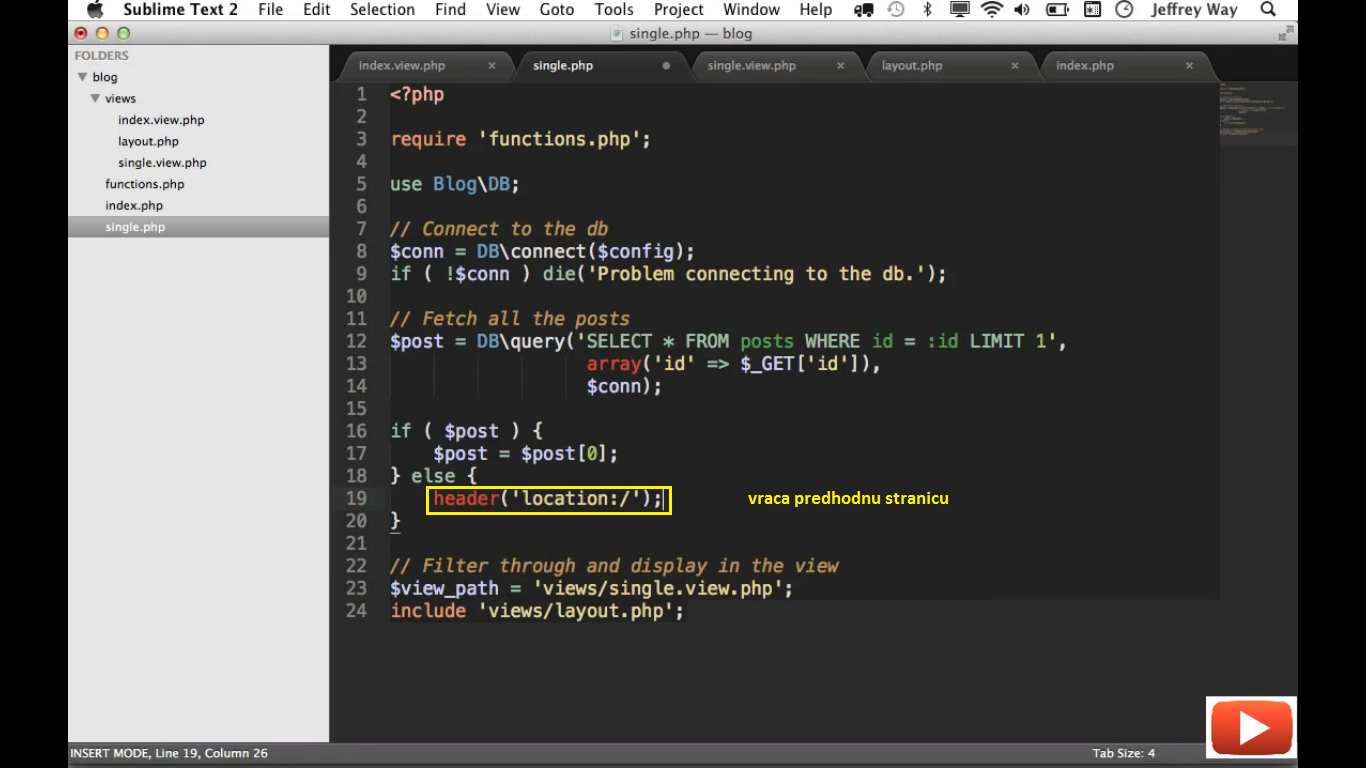 Sublime Text 2 File Edit Selection Find View Goto Tools Project Window Help Jeffrey Way
single.php — blog
FOLDERS
blog
views
index.view.php
layout.php
single.view.php
functions.php
index.php
single.php
index.view.php × single.php single.view.php × layout.php × index.php ×
1 <?php
2
3 require 'functions.php';
4
5 use Blog\DB;
6
7 // Connect to the db
8 $conn = DB\connect($config);
9 if ( !$conn ) die('Problem connecting to the db.');
10
11 // Fetch all the posts
12 $post = DB\query('SELECT * FROM posts WHERE id = :id LIMIT 1',
13 array('id' => $_GET['id']),
14 $conn);
15
16 if ( $post ) {
17 $post = $post[0];
18 } else {
19 header('location:/'); vraca predhodnu stranicu
20 }
21
22 // Filter through and display in the view
23 $view_path = 'views/single.view.php';
24 include 'views/layout.php';
INSERT MODE, Line 19, Column 26 Tab Size: 4